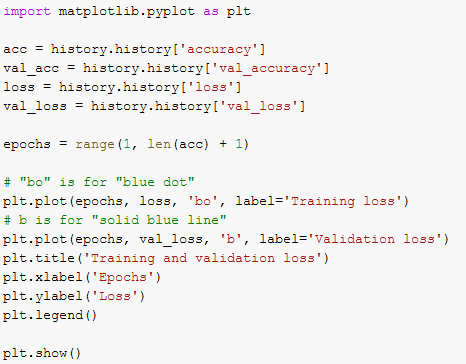 import matplotlib.pyplot as plt
acc = history.history['accuracy']
val_acc = history.history['val_accuracy']
loss = history.history['loss']
val_loss = history.history['val_loss']
epochs = range(1, len(acc) + 1)
# "bo" is for "blue dot"
plt.plot(epochs, loss, 'bo', label='Training loss')
# b is for "solid blue line"
plt.plot(epochs, val_loss, 'b', label='Validation loss')
plt.title('Training and validation loss')
plt.xlabel('Epochs')
plt.ylabel('Loss')
plt.legend()
plt.show()